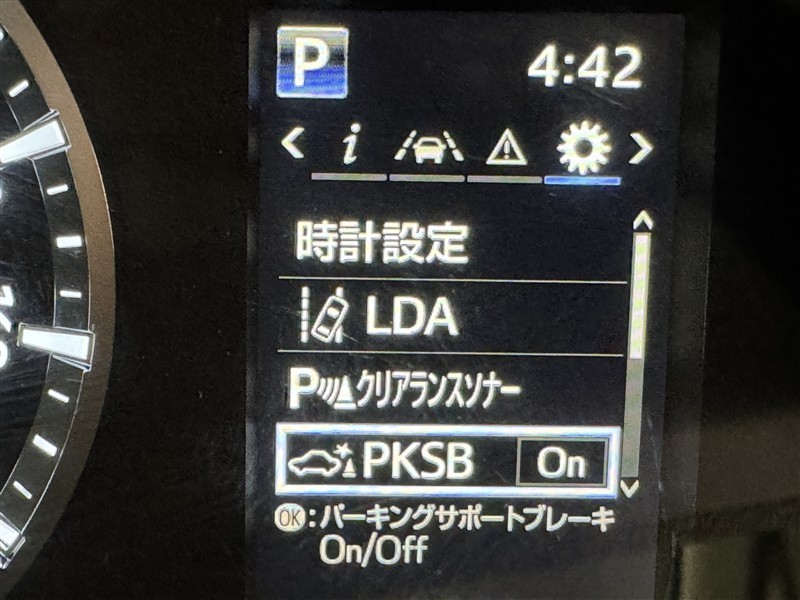 P 4:42
i
時計設定
LDA
P クリアランスソナー
PKSB On
OK:パーキングサポートブレーキ
On/Off